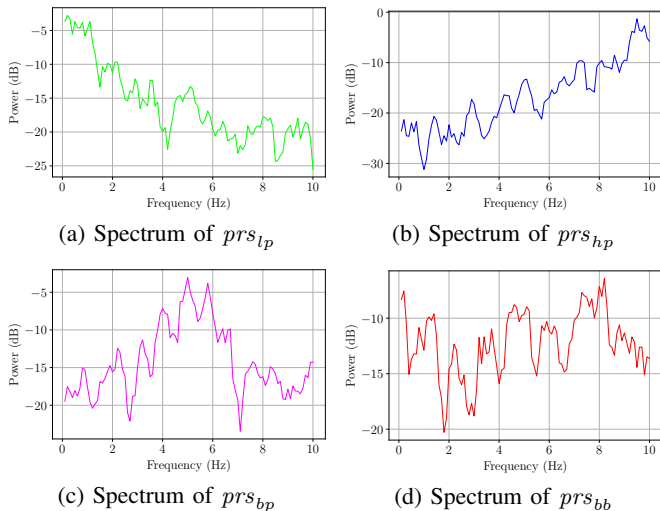 −5
−10
−15
−20
−25
Power (dB)
0 2 4 6 8 10
Frequency (Hz)
(a) Spectrum of prs_lp
0
−10
−20
−30
Power (dB)
0 2 4 6 8 10
Frequency (Hz)
(b) Spectrum of prs_hp
−5
−10
−15
−20
Power (dB)
0 2 4 6 8 10
Frequency (Hz)
(c) Spectrum of prs_bp
−10
−15
−20
Power (dB)
0 2 4 6 8 10
Frequency (Hz)
(d) Spectrum of prs_bb